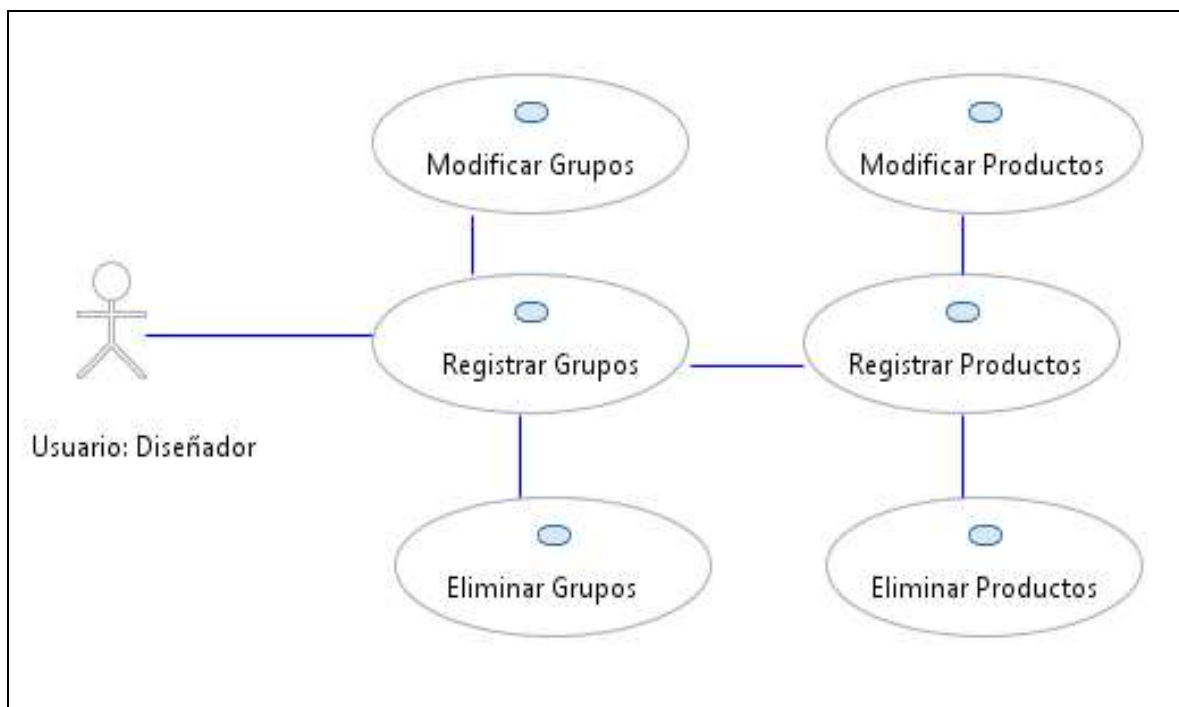 Modificar Grupos
Modificar Productos
Registrar Grupos
Registrar Productos
Usuario: Diseñador
Eliminar Grupos
Eliminar Productos